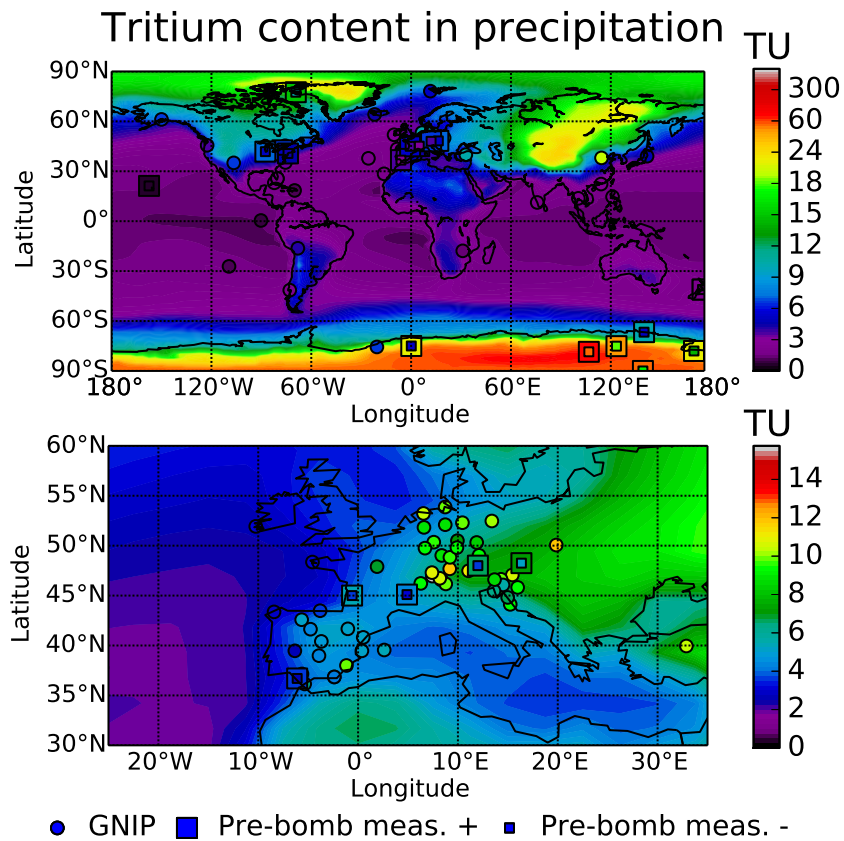 Tritium content in precipitation
TU
90°N
60°N
30°N
0°
30°S
60°S
90°S
Latitude
180°
120°W
60°W
0°
60°E
120°E
180°
Longitude
300
60
24
18
15
12
9
6
3
0
TU
60°N
55°N
50°N
45°N
40°N
35°N
30°N
Latitude
20°W
10°W
0°
10°E
20°E
30°E
Longitude
14
12
10
8
6
4
2
0
GNIP
Pre-bomb meas. +
Pre-bomb meas. -